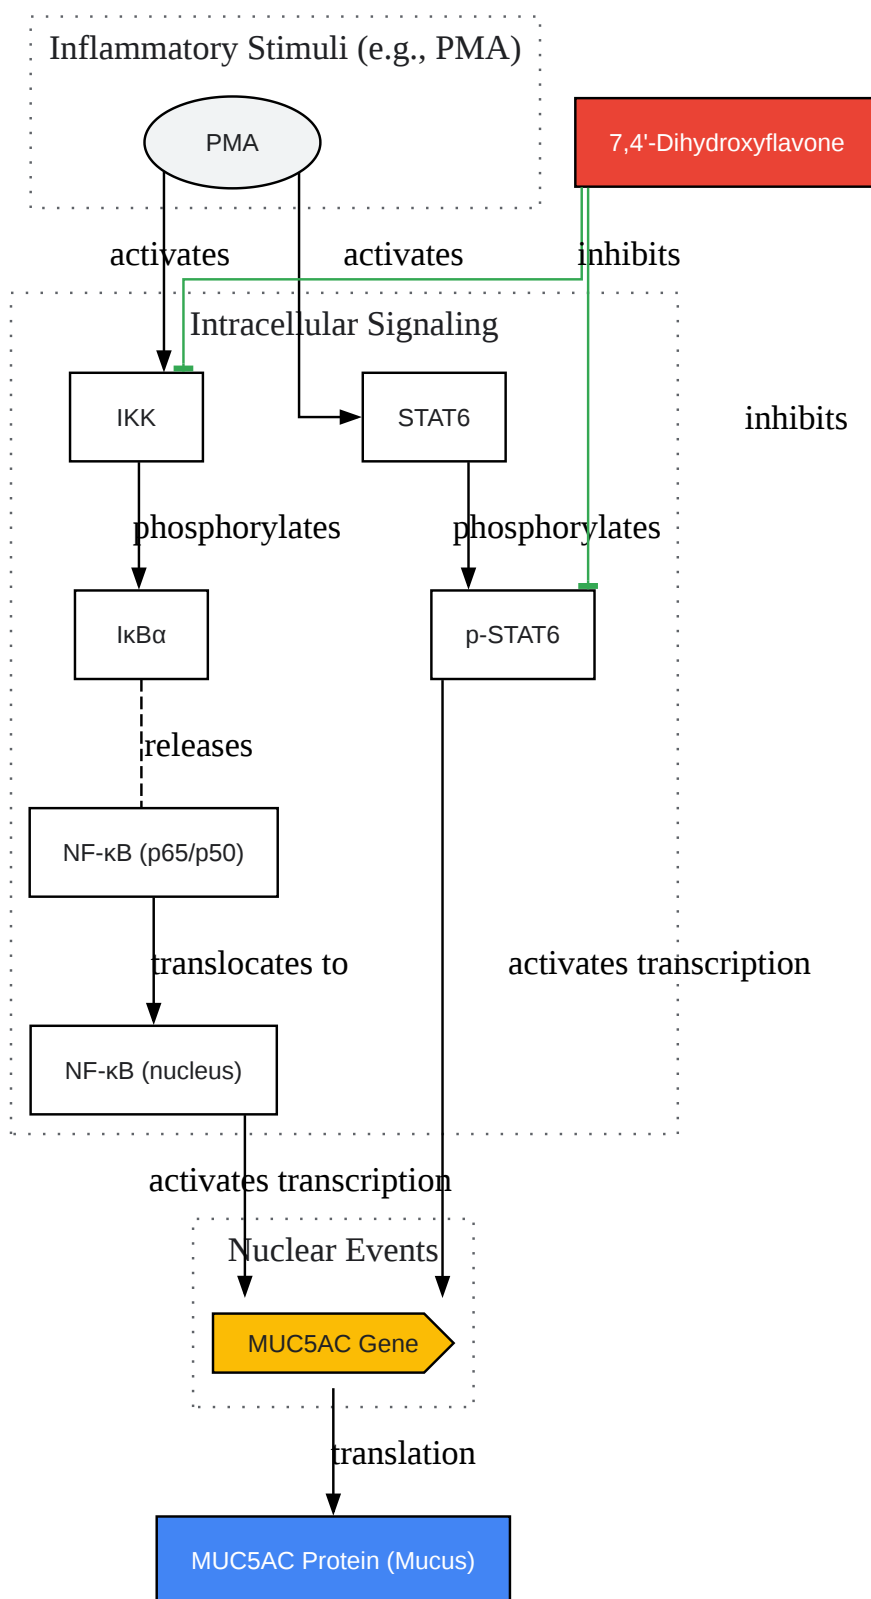 Inflammatory Stimuli (e.g., PMA)
PMA
7,4'-Dihydroxyflavone
activates
activates
inhibits
Intracellular Signaling
IKK
STAT6
inhibits
phosphorylates
phosphorylates
IκBα
p-STAT6
releases
NF-κB (p65/p50)
translocates to
activates transcription
NF-κB (nucleus)
activates transcription
Nuclear Events
MUC5AC Gene
translation
MUC5AC Protein (Mucus)